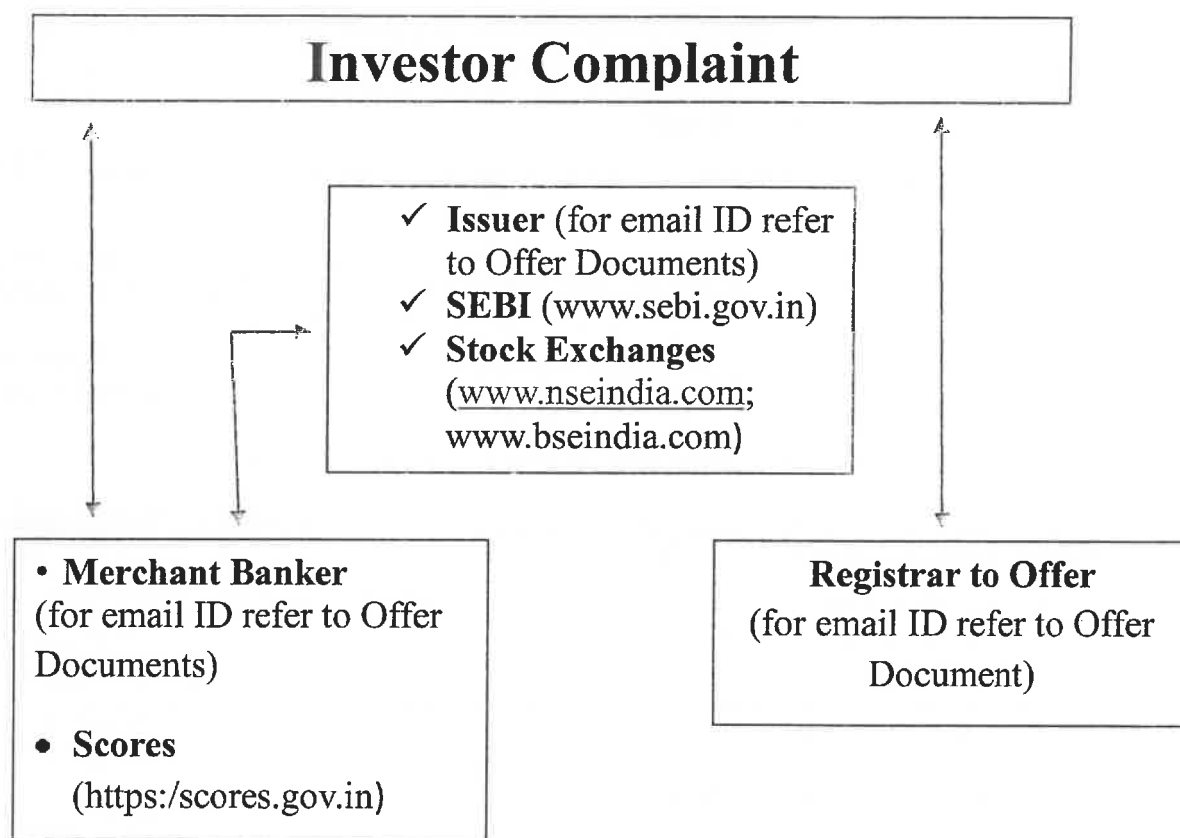 Investor Complaint
✓ Issuer (for email ID refer
to Offer Documents)
✓ SEBI (www.sebi.gov.in)
✓ Stock Exchanges
(www.nseindia.com;
www.bseindia.com)
• Merchant Banker
(for email ID refer to Offer
Documents)
• Scores
(https:/scores.gov.in)
Registrar to Offer
(for email ID refer to Offer
Document)